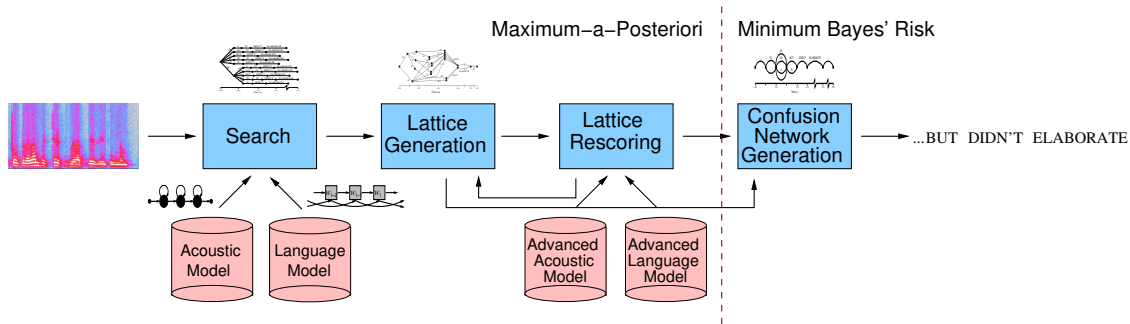 Maximum−a−Posteriori
Minimum Bayes' Risk
Search
Lattice
Generation
Lattice
Rescoring
Confusion
Network
Generation
...BUT DIDN'T ELABORATE
Acoustic
Model
Language
Model
Advanced
Acoustic
Model
Advanced
Language
Model